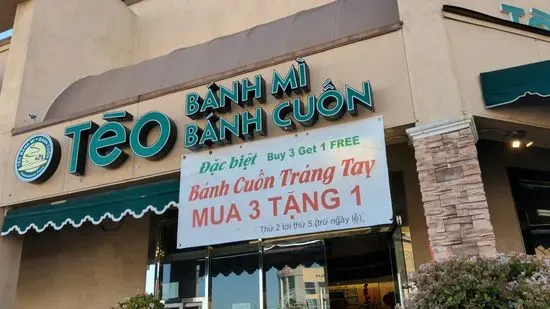 Tēo
BÁNH MÌ
BÁNH CUỐN
Đặc biệt Buy 3 Get 1 FREE
Bánh Cuốn Tráng Tay
MUA 3 TẶNG 1
Thứ 2 tới thứ 5 (trừ ngày lễ)